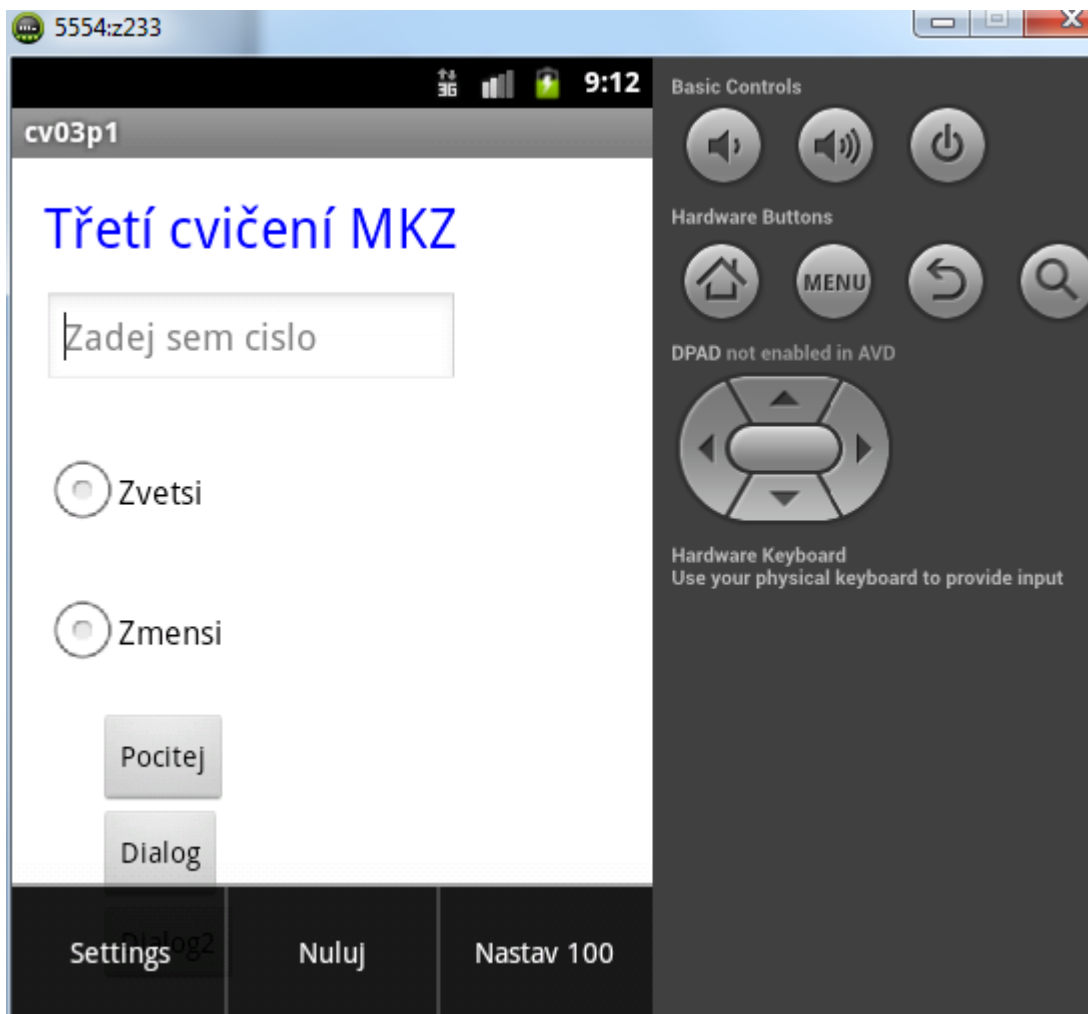 5554:z233
3G 9:12
cv03p1
Třetí cvičení MKZ
Zadej sem cislo
Zvetsi
Zmensi
Pocitej
Dialog
Dialog2
Settings
Nuluj
Nastav 100
Basic Controls
Hardware Buttons
MENU
DPAD not enabled in AVD
Hardware Keyboard
Use your physical keyboard to provide input